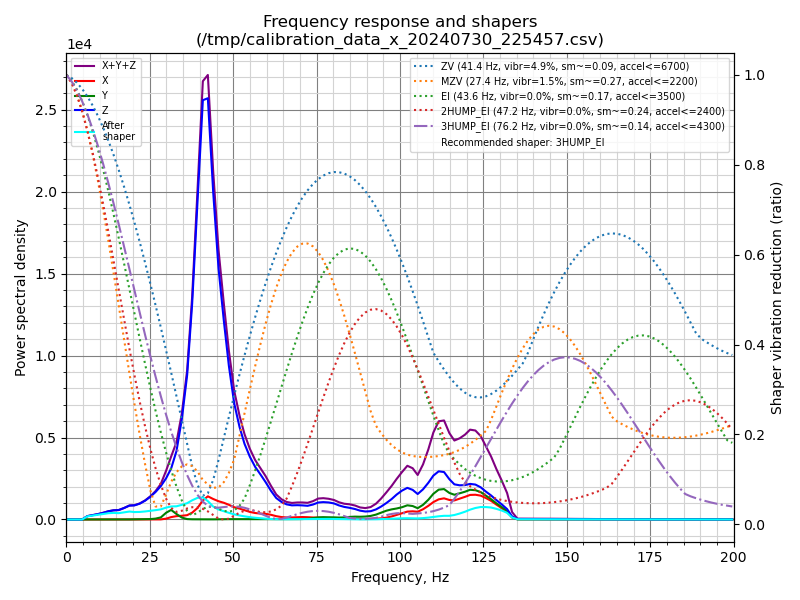 Frequency response and shapers
(/tmp/calibration_data_x_20240730_225457.csv)
1e4
X+Y+Z
X
Y
Z
After
shaper
ZV (41.4 Hz, vibr=4.9%, sm~=0.09, accel<=6700)
MZV (27.4 Hz, vibr=1.5%, sm~=0.27, accel<=2200)
EI (43.6 Hz, vibr=0.0%, sm~=0.17, accel<=3500)
2HUMP_EI (47.2 Hz, vibr=0.0%, sm~=0.24, accel<=2400)
3HUMP_EI (76.2 Hz, vibr=0.0%, sm~=0.14, accel<=4300)
Recommended shaper: 3HUMP_EI
Power spectral density
2.5
2.0
1.5
1.0
0.5
0.0
1.0
0.8
0.6
0.4
0.2
0.0
Shaper vibration reduction (ratio)
0 25 50 75 100 125 150 175 200
Frequency, Hz